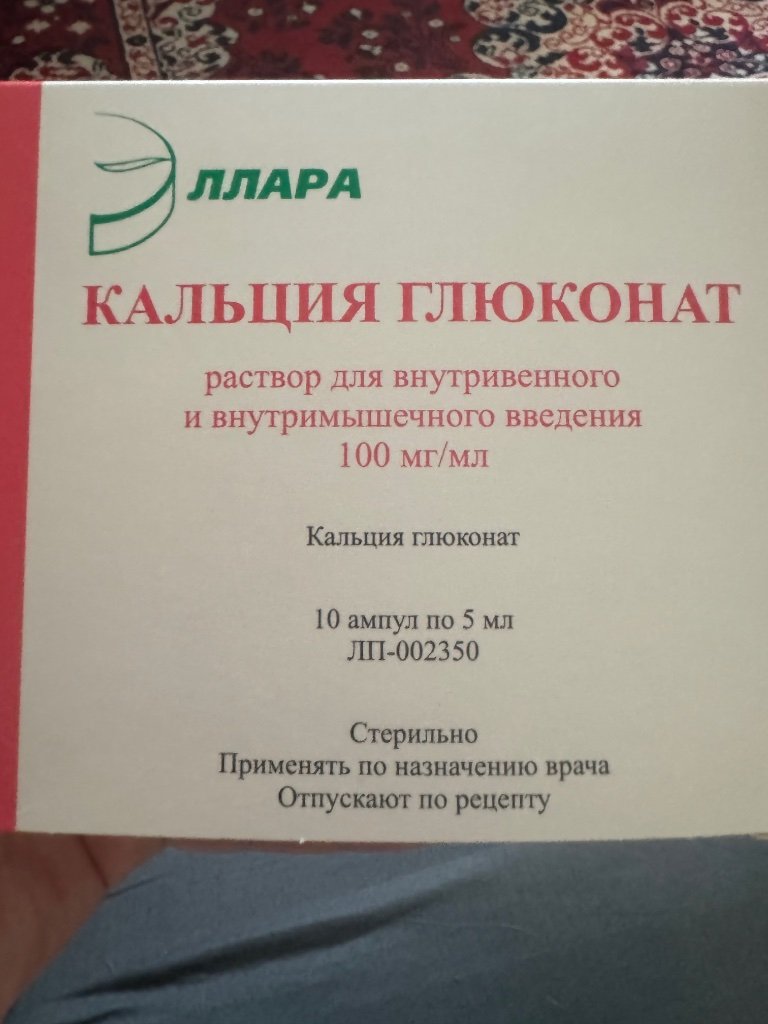 ЭЛЛАРА
КАЛЬЦИЯ ГЛЮКОНАТ
раствор для внутривенного
и внутримышечного введения
100 мг/мл
Кальция глюконат
10 ампул по 5 мл
ЛП-002350
Стерильно
Применять по назначению врача
Отпускают по рецепту